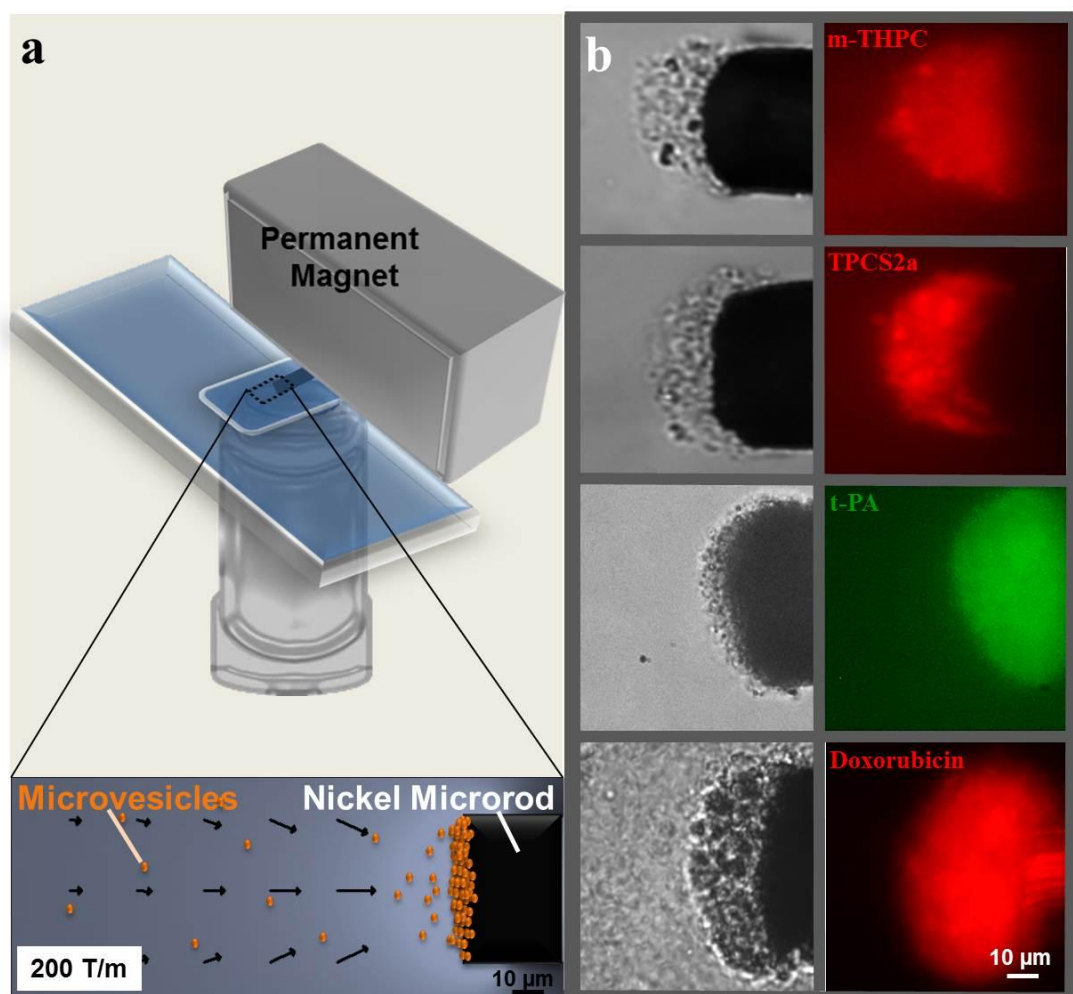 a
Permanent
Magnet
Microvesicles
Nickel Microrod
200 T/m
10 µm
b
m-THPC
TPCS2a
t-PA
Doxorubicin
10 µm